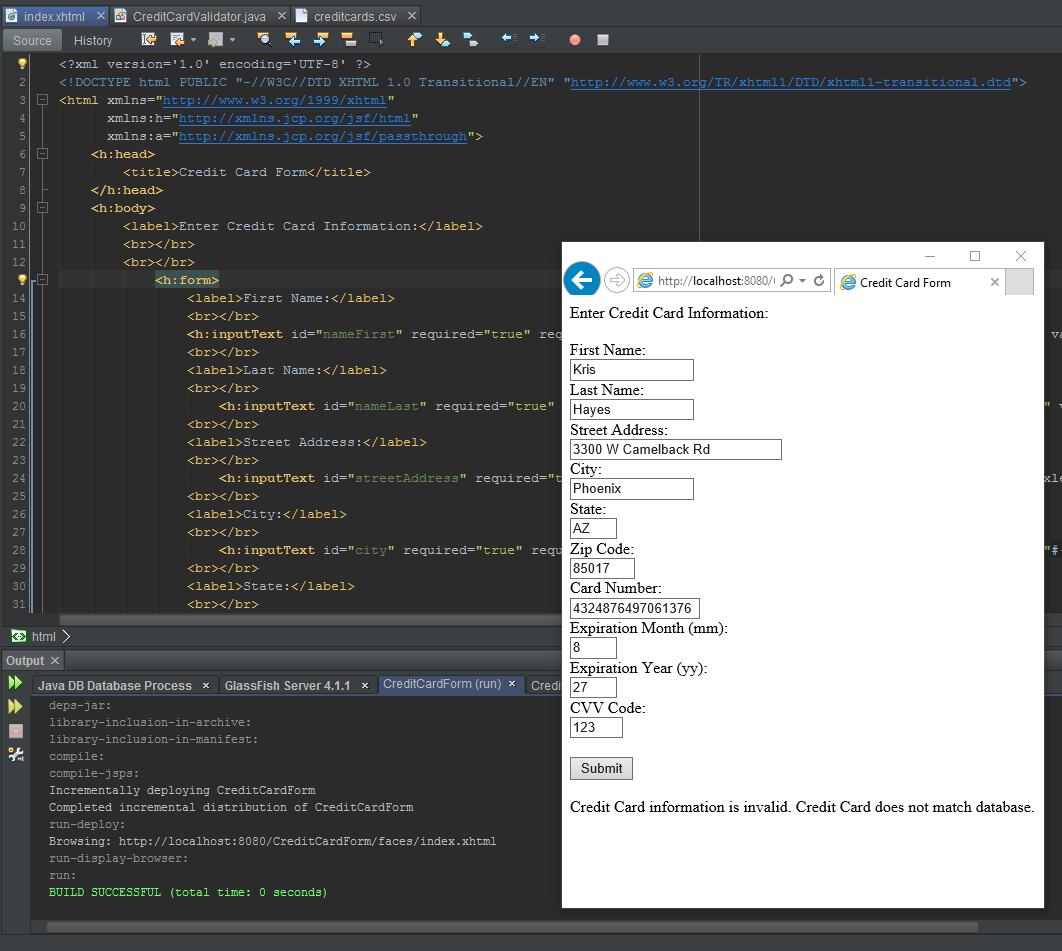 index.xhtml CreditCardValidator.java creditcards.csv
Source History
<?xml version='1.0' encoding='UTF-8' ?>
2 <!DOCTYPE html PUBLIC "-//W3C//DTD XHTML 1.0 Transitional//EN" "http://www.w3.org/TR/xhtml1/DTD/xhtml1-transitional.dtd">
3 <html xmlns="http://www.w3.org/1999/xhtml"
4 xmlns:h="http://xmlns.jcp.org/jsf/html"
5 xmlns:a="http://xmlns.jcp.org/jsf/passthrough">
6 <h:head>
7 <title>Credit Card Form</title>
8 </h:head>
9 <h:body>
10 <label>Enter Credit Card Information:</label>
11 <br></br>
12 <br></br>
<h:form>
14 <label>First Name:</label>
15 <br></br>
16 <h:inputText id="nameFirst" required="true" req va
17 <br></br>
18 <label>Last Name:</label>
19 <br></br>
20 <h:inputText id="nameLast" required="true" "
21 <br></br>
22 <label>Street Address:</label>
23 <br></br>
24 <h:inputText id="streetAddress" required="t xle
25 <br></br>
26 <label>City:</label>
27 <br></br>
28 <h:inputText id="city" required="true" requ "#
29 <br></br>
30 <label>State:</label>
31 <br></br>
html
Output
Java DB Database Process GlassFish Server 4.1.1 CreditCardForm (run) Credi
deps-jar:
library-inclusion-in-archive:
library-inclusion-in-manifest:
compile:
compile-jsps:
Incrementally deploying CreditCardForm
Completed incremental distribution of CreditCardForm
run-deploy:
Browsing: http://localhost:8080/CreditCardForm/faces/index.xhtml
run-display-browser:
run:
BUILD SUCCESSFUL (total time: 0 seconds)
http://localhost:8080/ Credit Card Form
Enter Credit Card Information:
First Name:
Kris
Last Name:
Hayes
Street Address:
3300 W Camelback Rd
City:
Phoenix
State:
AZ
Zip Code:
85017
Card Number:
4324876497061376
Expiration Month (mm):
8
Expiration Year (yy):
27
CVV Code:
123
Submit
Credit Card information is invalid. Credit Card does not match database.